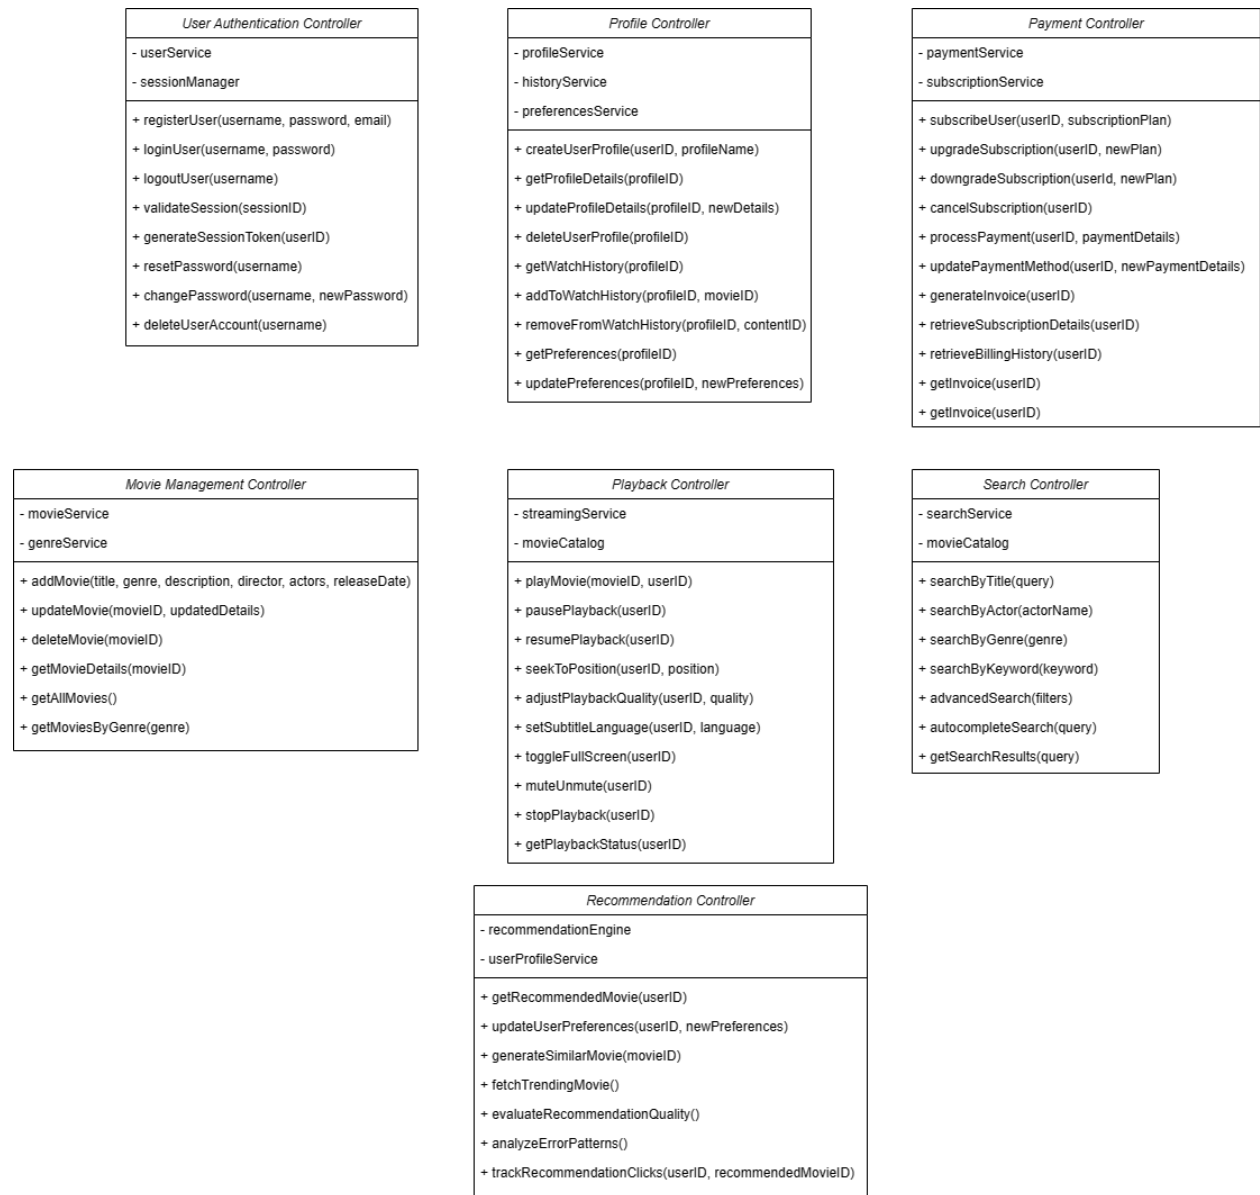 User Authentication Controller
- userService
- sessionManager
+ registerUser(username, password, email)
+ loginUser(username, password)
+ logoutUser(username)
+ validateSession(sessionID)
+ generateSessionToken(userID)
+ resetPassword(username)
+ changePassword(username, newPassword)
+ deleteUserAccount(username)
Profile Controller
- profileService
- historyService
- preferencesService
+ createUserProfile(userID, profileName)
+ getProfileDetails(profileID)
+ updateProfileDetails(profileID, newDetails)
+ deleteUserProfile(profileID)
+ getWatchHistory(profileID)
+ addToWatchHistory(profileID, movieID)
+ removeFromWatchHistory(profileID, contentID)
+ getPreferences(profileID)
+ updatePreferences(profileID, newPreferences)
Payment Controller
- paymentService
- subscriptionService
+ subscribeUser(userID, subscriptionPlan)
+ upgradeSubscription(userID, newPlan)
+ downgradeSubscription(userId, newPlan)
+ cancelSubscription(userID)
+ processPayment(userID, paymentDetails)
+ updatePaymentMethod(userID, newPaymentDetails)
+ generateInvoice(userID)
+ retrieveSubscriptionDetails(userID)
+ retrieveBillingHistory(userID)
+ getInvoice(userID)
+ getInvoice(userID)
Movie Management Controller
- movieService
- genreService
+ addMovie(title, genre, description, director, actors, releaseDate)
+ updateMovie(movieID, updatedDetails)
+ deleteMovie(movieID)
+ getMovieDetails(movieID)
+ getAllMovies()
+ getMoviesByGenre(genre)
Playback Controller
- streamingService
- movieCatalog
+ playMovie(movieID, userID)
+ pausePlayback(userID)
+ resumePlayback(userID)
+ seekToPosition(userID, position)
+ adjustPlaybackQuality(userID, quality)
+ setSubtitleLanguage(userID, language)
+ toggleFullScreen(userID)
+ muteUnmute(userID)
+ stopPlayback(userID)
+ getPlaybackStatus(userID)
Search Controller
- searchService
- movieCatalog
+ searchByTitle(query)
+ searchByActor(actorName)
+ searchByGenre(genre)
+ searchByKeyword(keyword)
+ advancedSearch(filters)
+ autocompleteSearch(query)
+ getSearchResults(query)
Recommendation Controller
- recommendationEngine
- userProfileService
+ getRecommendedMovie(userID)
+ updateUserPreferences(userID, newPreferences)
+ generateSimilarMovie(movieID)
+ fetchTrendingMovie()
+ evaluateRecommendationQuality()
+ analyzeErrorPatterns()
+ trackRecommendationClicks(userID, recommendedMovieID)